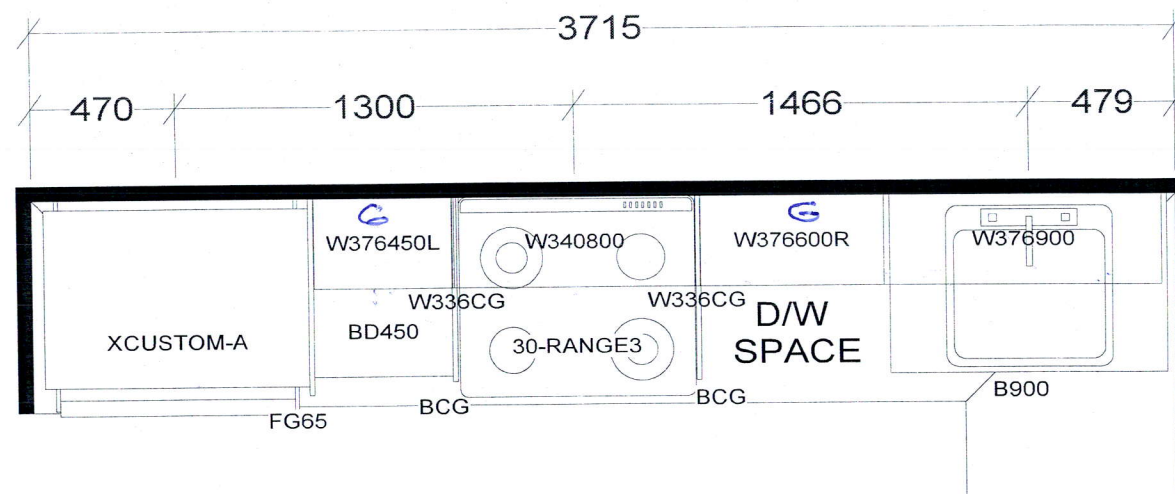 3715
470 1300 1466 479
G G
W376450L W340800 W376600R W376900
W336CG W336CG
BD450 D/W
XCUSTOM-A 30-RANGE3 SPACE
B900
BCG BCG
FG65